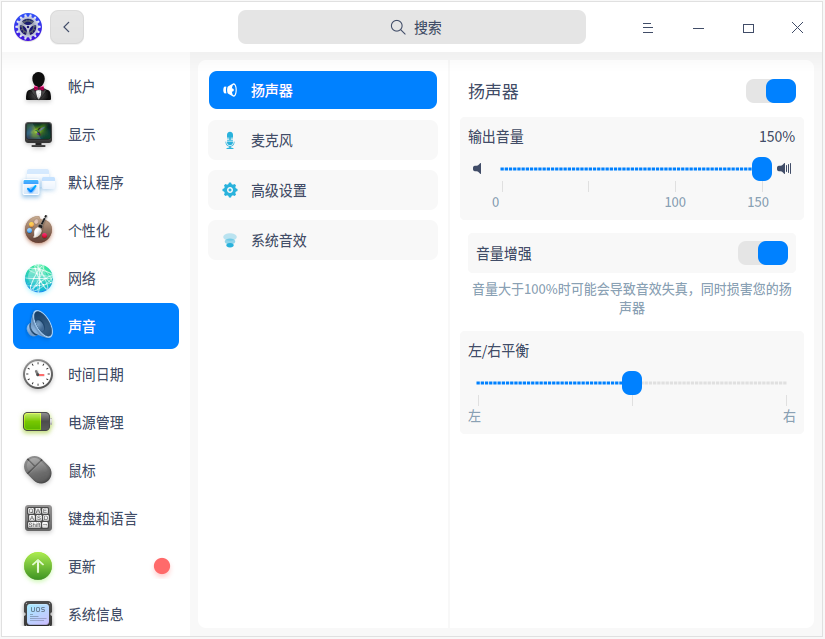 搜索
帐户
显示
默认程序
个性化
网络
声音
时间日期
电源管理
鼠标
键盘和语言
更新
UOS
系统信息
扬声器
麦克风
高级设置
系统音效
扬声器
输出音量 150%
0 100 150
音量增强
音量大于100%时可能会导致音效失真，同时损害您的扬
声器
左/右平衡
左 右